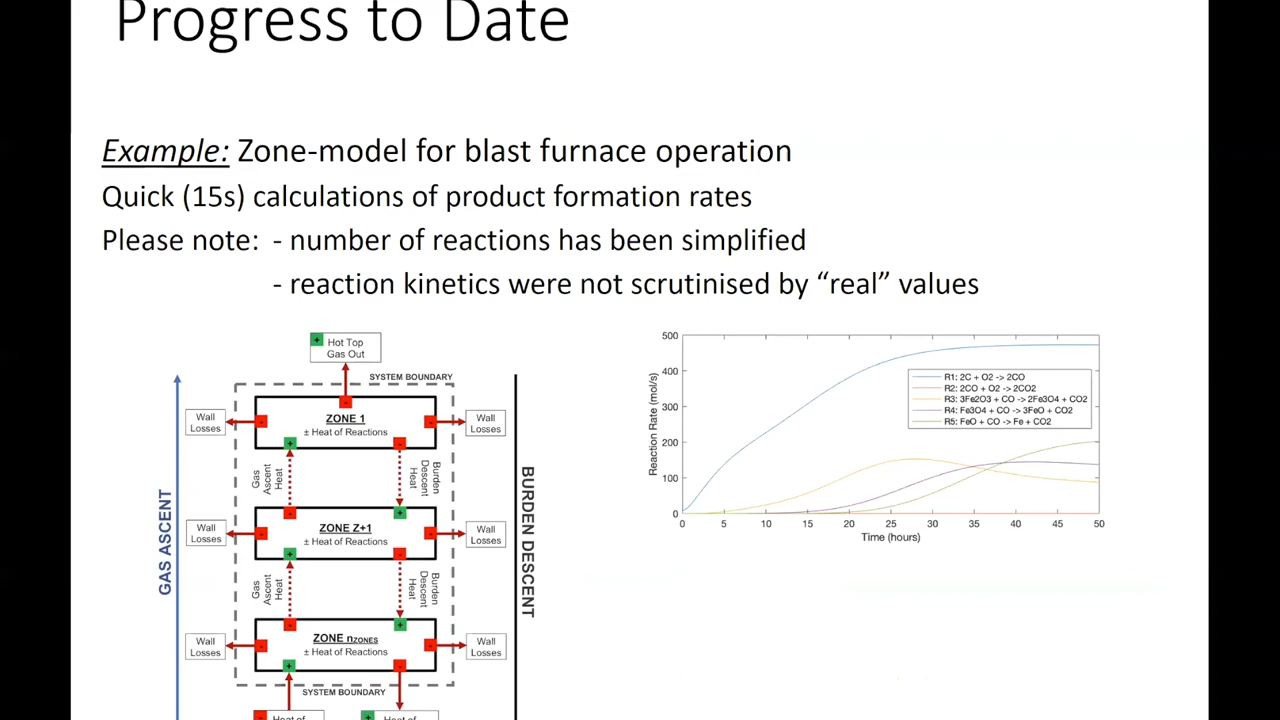 Progress to Date
Example: Zone-model for blast furnace operation
Quick (15s) calculations of product formation rates
Please note: - number of reactions has been simplified
- reaction kinetics were not scrutinised by “real” values
+
Hot Top
Gas Out
SYSTEM BOUNDARY
Wall
Losses
ZONE 1
± Heat of Reactions
Wall
Losses
Gas
Ascent
Heat
Burden
Descent
Heat
Wall
Losses
ZONE Z+1
± Heat of Reactions
Wall
Losses
Gas
Ascent
Heat
Burden
Descent
Heat
Wall
Losses
ZONE nZONES
± Heat of Reactions
Wall
Losses
SYSTEM BOUNDARY
Heat of
Heat of
GAS ASCENT
BURDEN DESCENT
Reaction Rate (mol/s)
500
400
300
200
100
0
0 5 10 15 20 25 30 35 40 45 50
Time (hours)
R1: 2C + O2 -> 2CO
R2: 2CO + O2 -> 2CO2
R3: 3Fe2O3 + CO -> 2Fe3O4 + CO2
R4: Fe3O4 + CO -> 3FeO + CO2
R5: FeO + CO -> Fe + CO2